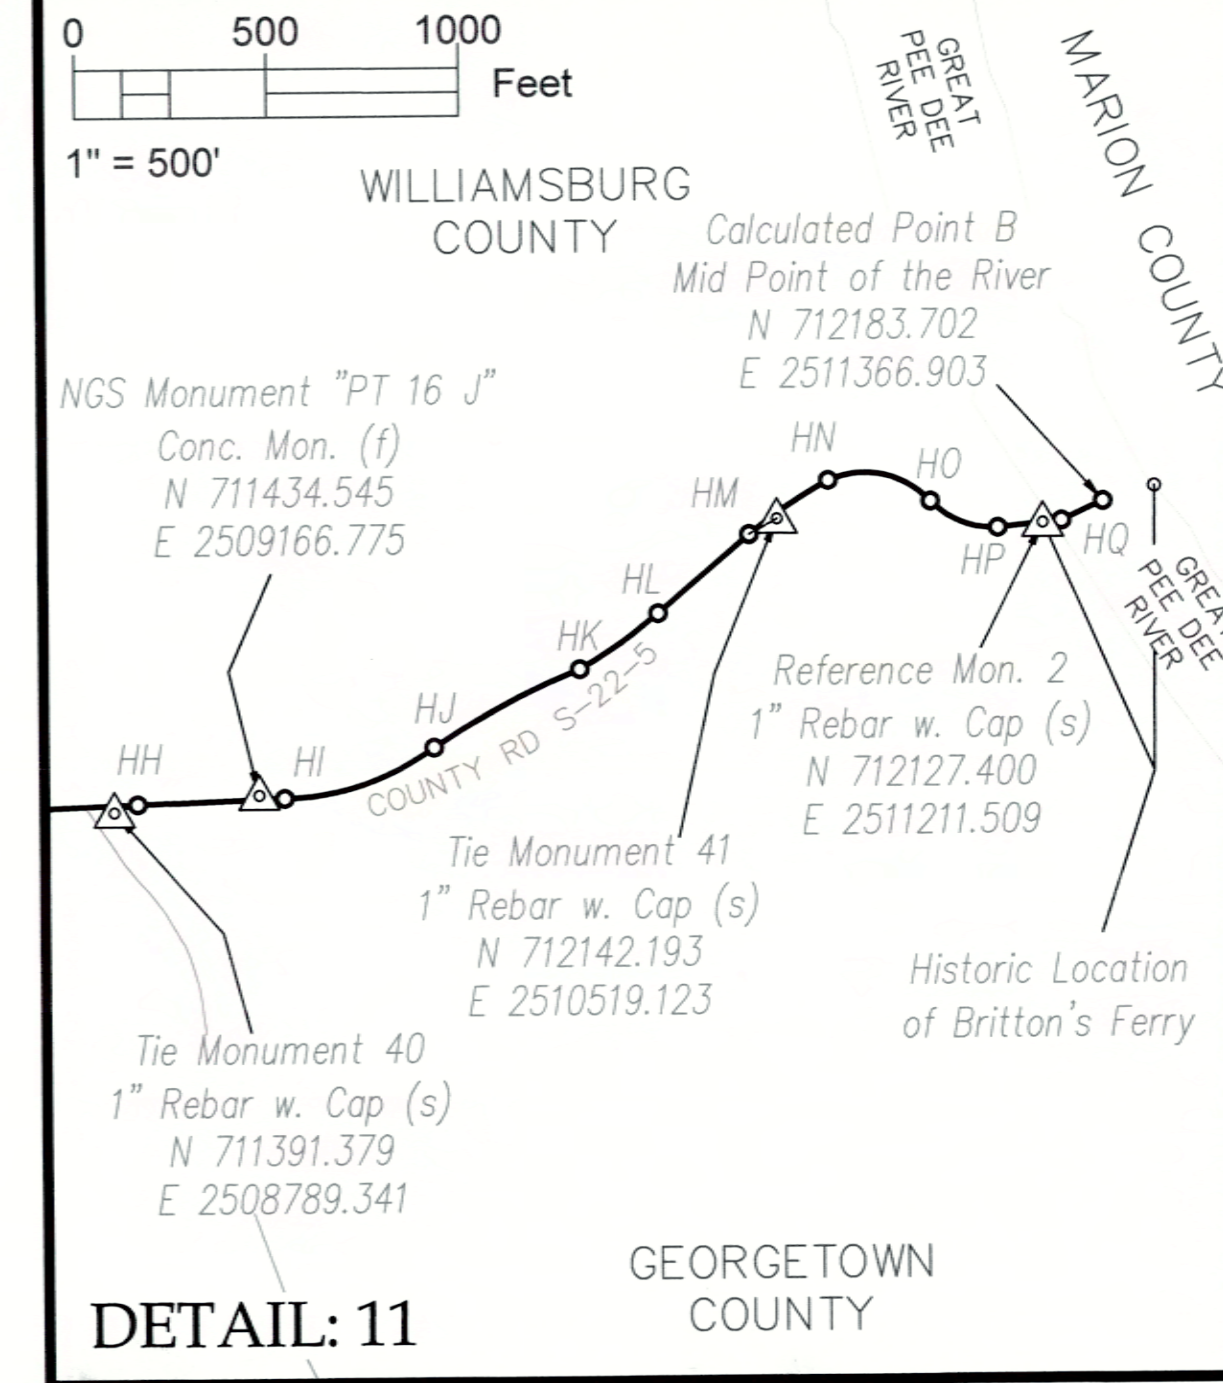 0 500 1000
Feet
1" = 500'
WILLIAMSBURG
COUNTY
GREAT
PEE DEE
RIVER
MARION COUNTY
Calculated Point B
Mid Point of the River
N 712183.702
E 2511366.903
NGS Monument "PT 16 J"
Conc. Mon. (f)
N 711434.545
E 2509166.775
HH
HI
HJ
HK
HL
HM
HN
HO
HP
HQ
COUNTY RD S-22-5
GREAT
PEE DEE
RIVER
Reference Mon. 2
1" Rebar w. Cap (s)
N 712127.400
E 2511211.509
Tie Monument 41
1" Rebar w. Cap (s)
N 712142.193
E 2510519.123
Historic Location
of Britton's Ferry
Tie Monument 40
1" Rebar w. Cap (s)
N 711391.379
E 2508789.341
GEORGETOWN
COUNTY
DETAIL: 11